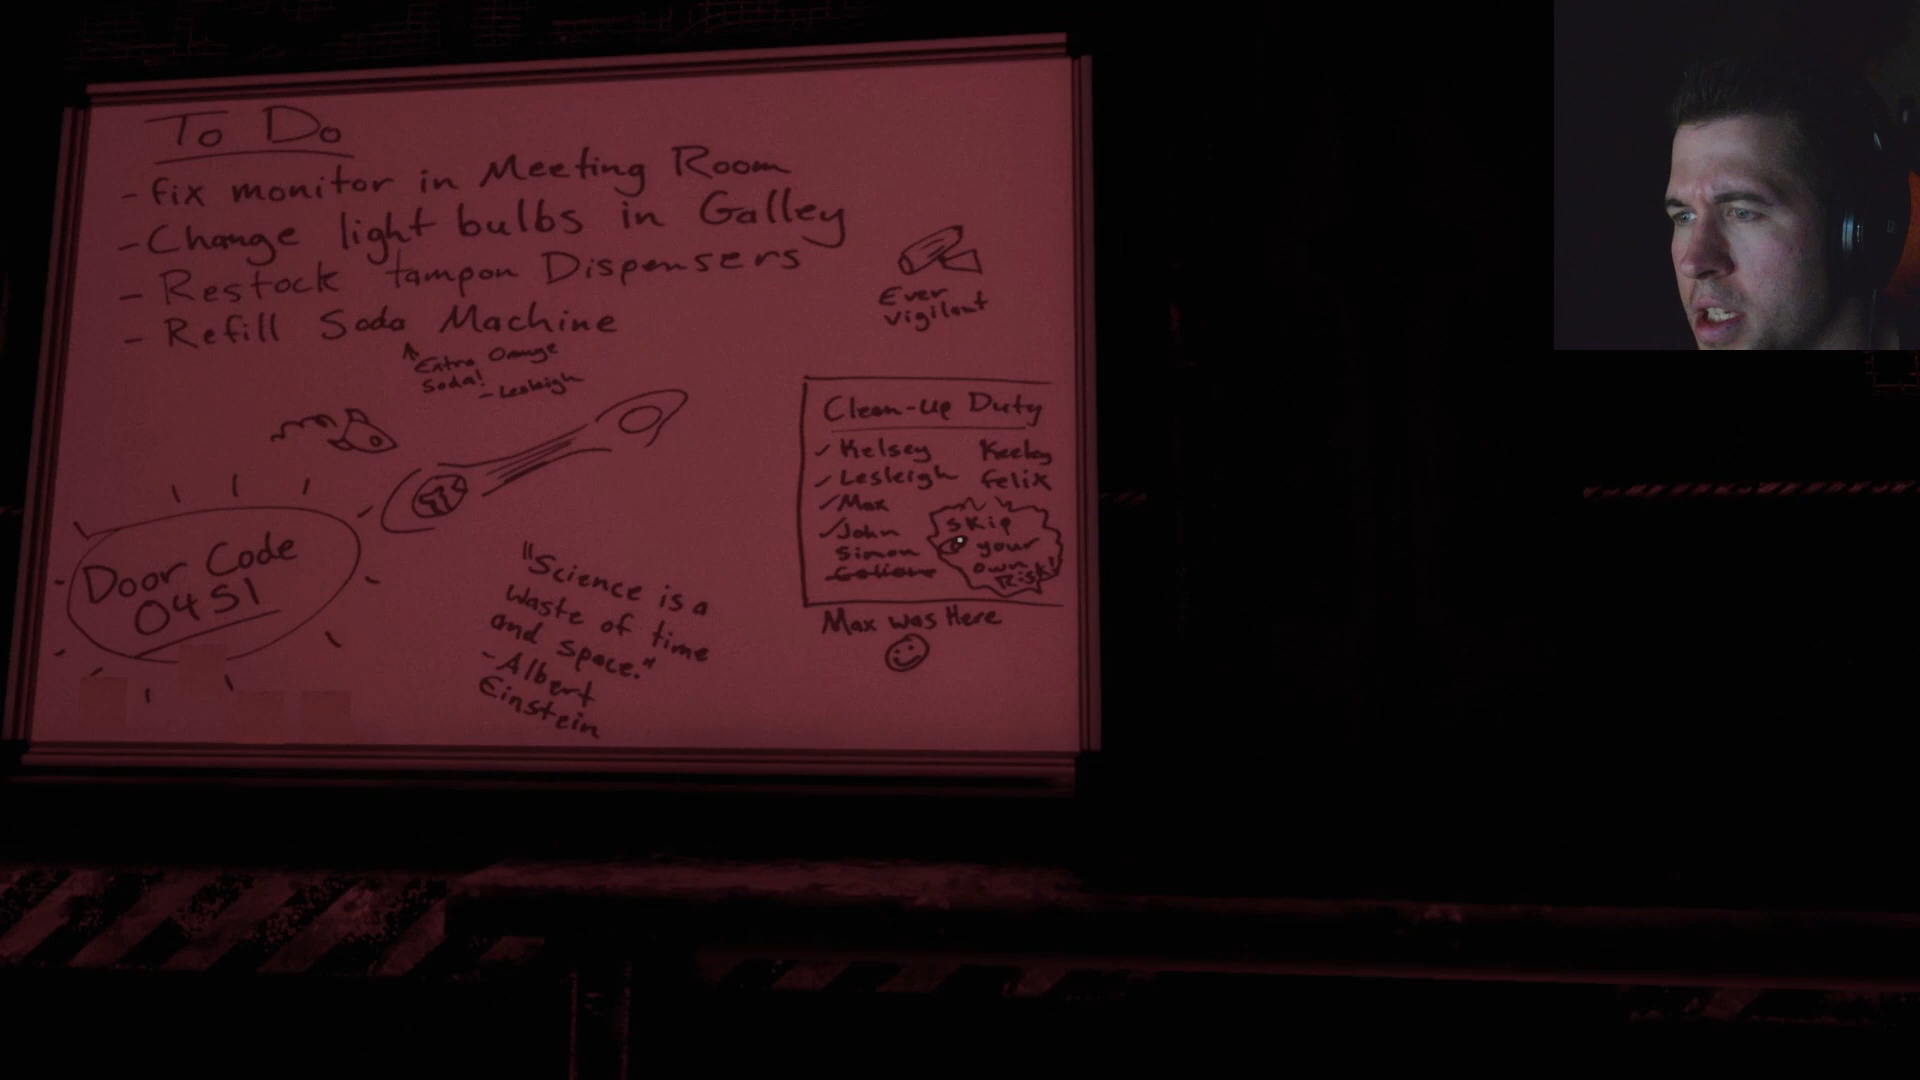 To Do
- fix monitor in Meeting Room
- Change light bulbs in Galley
- Restock tampon Dispensers
- Refill Soda Machine
Extra Orange
Soda!
- Lesleigh
Ever
vigilant
Clean-Up Duty
Kelsey Keeley
Lesleigh Felix
Max
John
Simon
skip
your
own
Risk!
Max was Here
Door Code
0451
"Science is a
waste of time
and space."
- Albert
Einstein